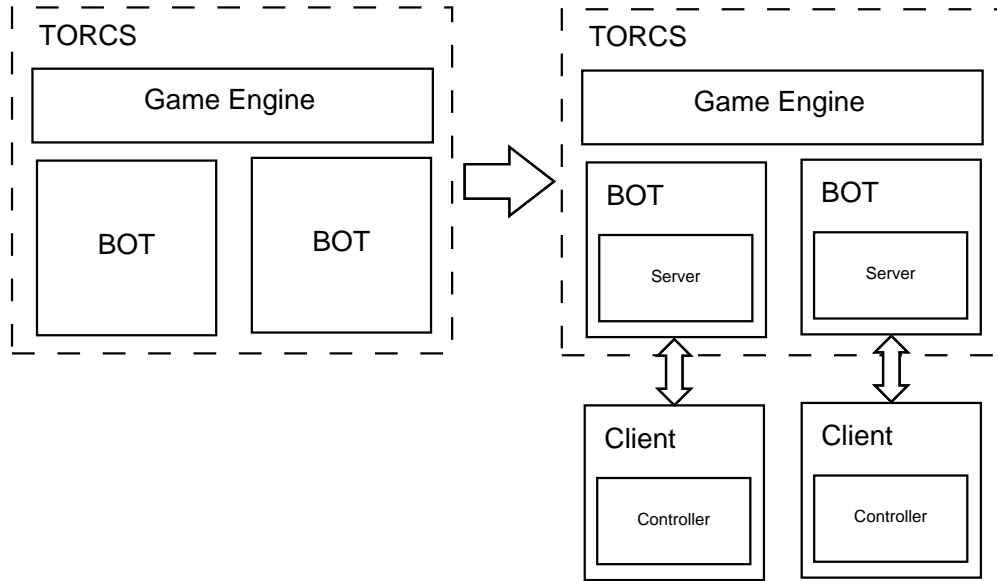 TORCS
Game Engine
BOT
BOT
TORCS
Game Engine
BOT
BOT
Server
Server
Client
Client
Controller
Controller